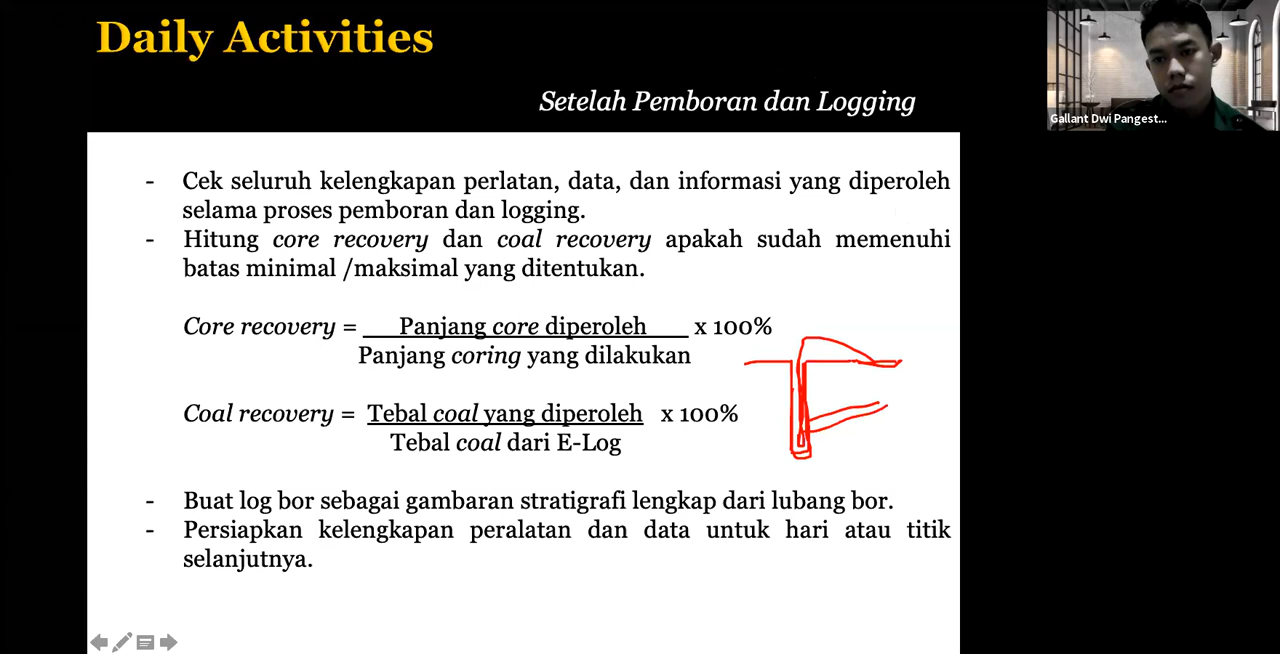 Daily Activities
Setelah Pemboran dan Logging
Gallant Dwi Pangest...
- Cek seluruh kelengkapan perlatan, data, dan informasi yang diperoleh
selama proses pemboran dan logging.
- Hitung core recovery dan coal recovery apakah sudah memenuhi
batas minimal /maksimal yang ditentukan.
Core recovery = Panjang core diperoleh x 100%
Panjang coring yang dilakukan
Coal recovery = Tebal coal yang diperoleh x 100%
Tebal coal dari E-Log
- Buat log bor sebagai gambaran stratigrafi lengkap dari lubang bor.
- Persiapkan kelengkapan peralatan dan data untuk hari atau titik
selanjutnya.